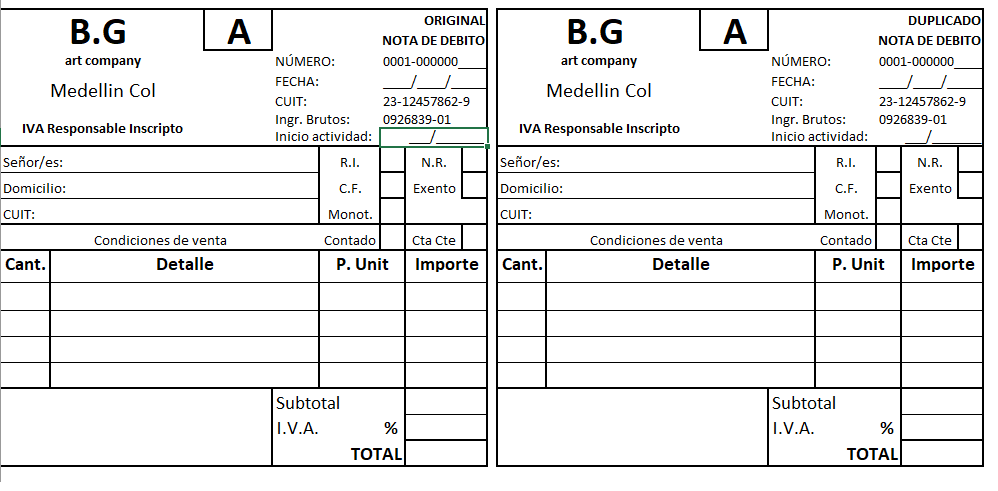 B.G
A
ORIGINAL
NOTA DE DEBITO
art company
NÚMERO: 0001-000000____
Medellin Col
FECHA: ____/____/____
CUIT: 23-12457862-9
IVA Responsable Inscripto
Ingr. Brutos: 0926839-01
Inicio actividad: ___/_______
Señor/es: R.I. N.R.
Domicilio: C.F. Exento
CUIT: Monot.
Condiciones de venta Contado Cta Cte
Cant. Detalle P. Unit Importe
Subtotal
I.V.A. %
TOTAL
B.G
A
DUPLICADO
NOTA DE DEBITO
art company
NÚMERO: 0001-000000____
Medellin Col
FECHA: ____/____/____
CUIT: 23-12457862-9
IVA Responsable Inscripto
Ingr. Brutos: 0926839-01
Inicio actividad: ___/_______
Señor/es: R.I. N.R.
Domicilio: C.F. Exento
CUIT: Monot.
Condiciones de venta Contado Cta Cte
Cant. Detalle P. Unit Importe
Subtotal
I.V.A. %
TOTAL